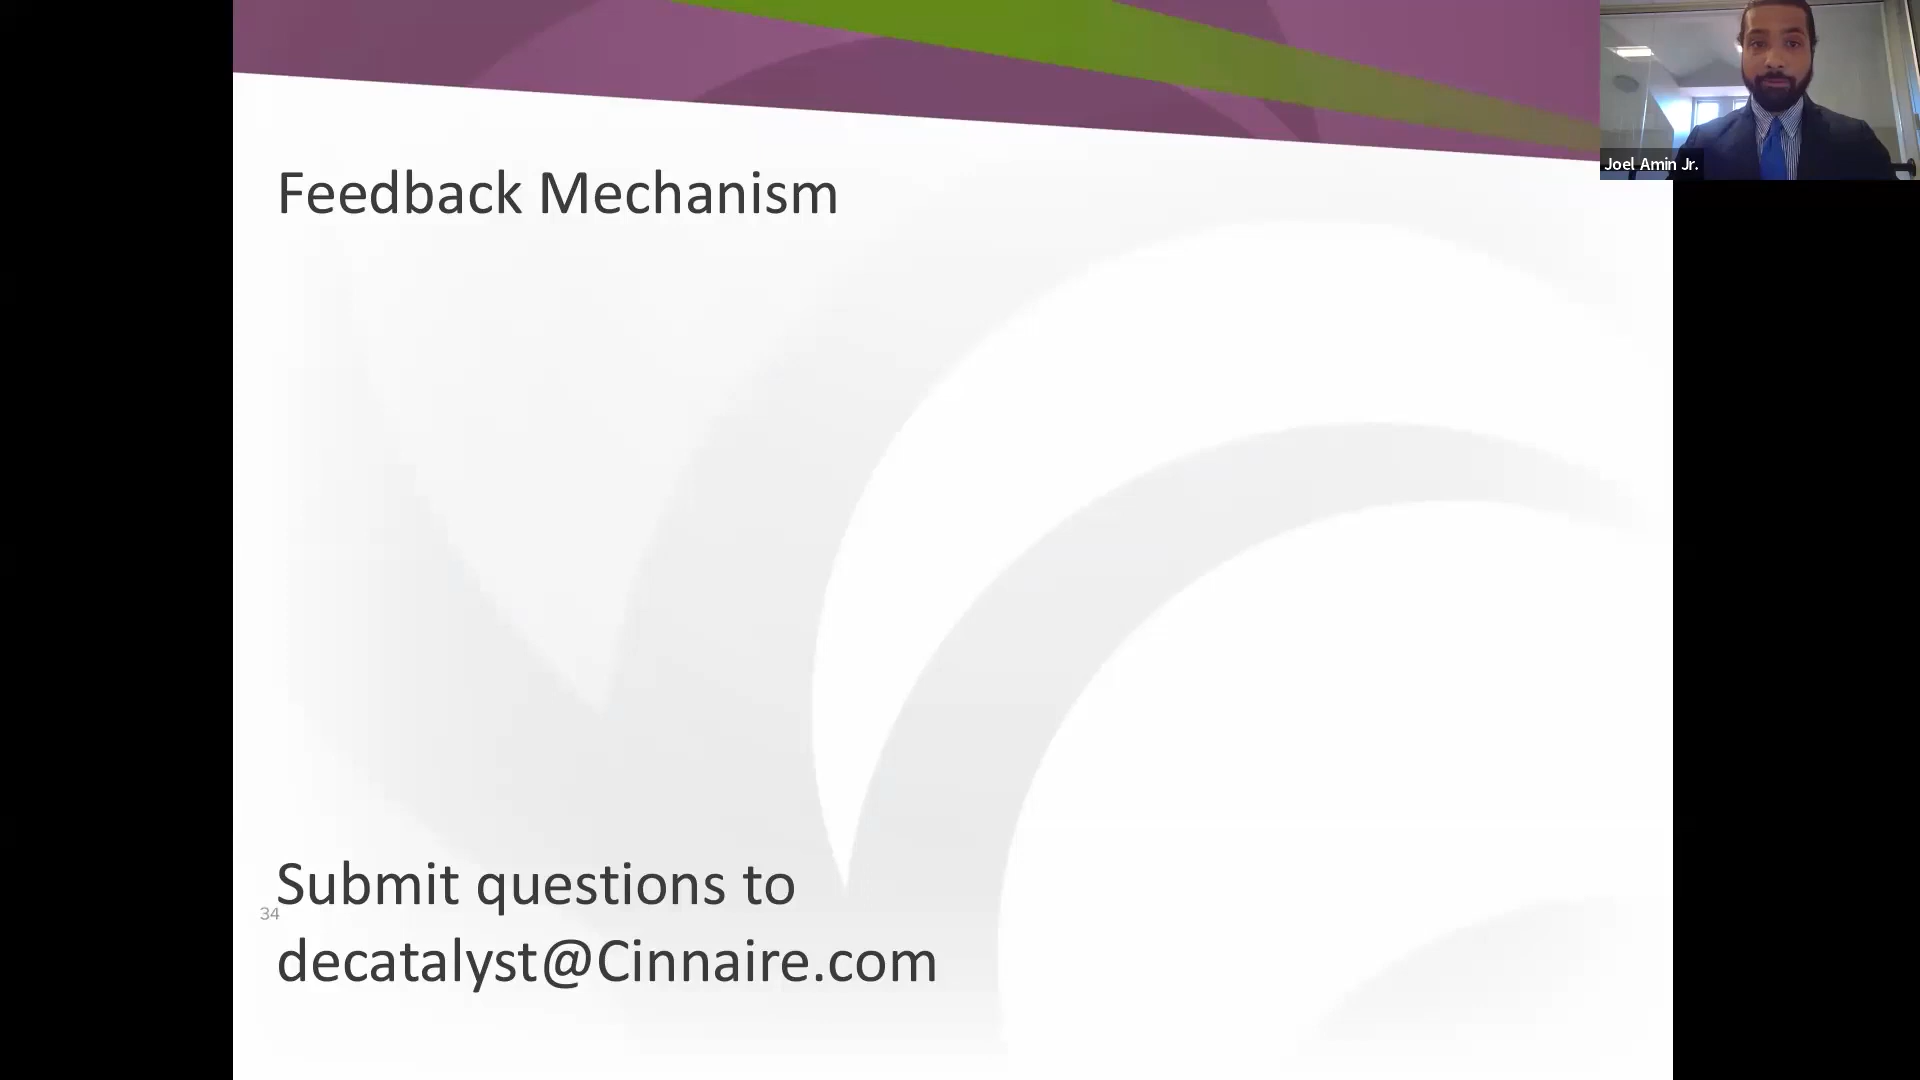 Joel Amin Jr.
Feedback Mechanism
Submit questions to
34
decatalyst@Cinnaire.com